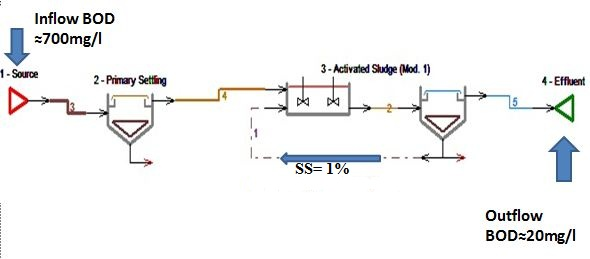 Inflow BOD
≈700mg/l
1 - Source
2 - Primary Settling
3 - Activated Sludge (Mod. 1)
4 - Effluent
3
4
1
2
5
SS= 1%
Outflow
BOD≈20mg/l